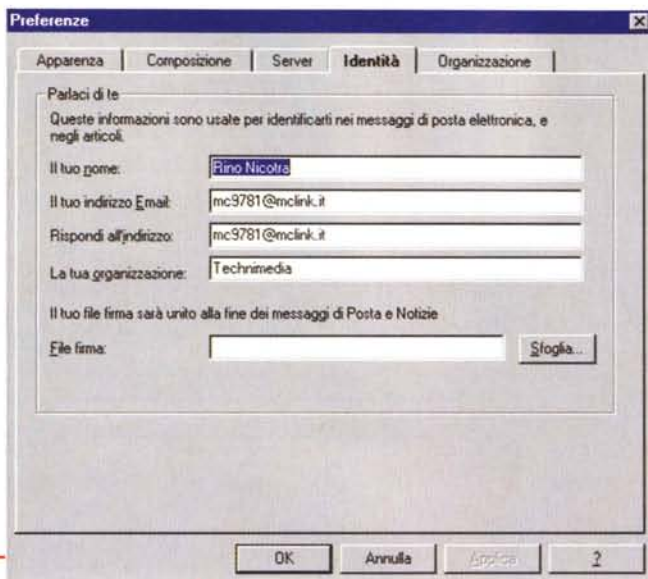 Preferenze
Apparenza Composizione Server Identità Organizzazione
Parlaci di te
Queste informazioni sono usate per identificarti nei messaggi di posta elettronica, e
negli articoli.
Il tuo nome: Rino Nicotra
Il tuo indirizzo Email: mc9781@mclink.it
Rispondi all'indirizzo: mc9781@mclink.it
La tua organizzazione: Technimedia
Il tuo file firma sarà unito alla fine dei messaggi di Posta e Notizie
File firma: Sfoglia...
OK Annulla Applica ?